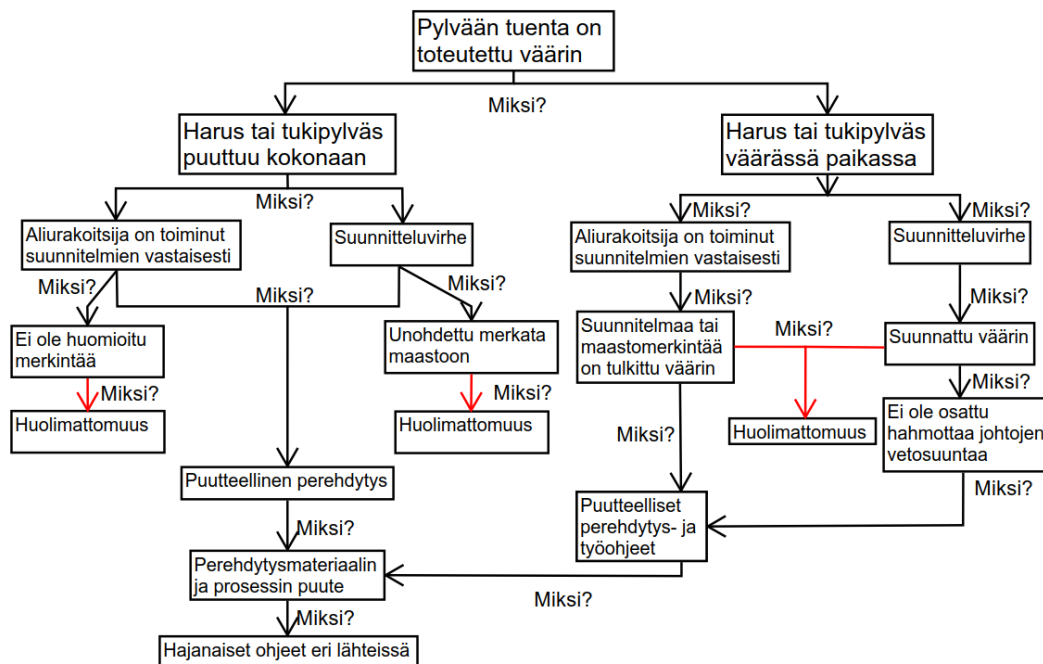 Pylvään tuenta on
toteutettu väärin
Miksi?
Harus tai tukipylväs
puuttuu kokonaan
Harus tai tukipylväs
väärässä paikassa
Miksi?
Miksi?
Miksi?
Aliurakoitsija on toiminut
suunnitelmien vastaisesti
Suunnitteluvirhe
Aliurakoitsija on toiminut
suunnitelmien vastaisesti
Suunnitteluvirhe
Miksi?
Miksi?
Miksi?
Miksi?
Miksi?
Ei ole huomioitu
merkintää
Unohdettu merkata
maastoon
Suunnitelmaa tai
maastomerkintää
on tulkittu väärin
Miksi?
Suunnattu väärin
Miksi?
Miksi?
Miksi?
Huolimattomuus
Huolimattomuus
Miksi?
Huolimattomuus
Ei ole osattu
hahmottaa johtojen
vetosuuntaa
Puutteellinen perehdytys
Miksi?
Miksi?
Puutteelliset
perehdytys- ja
työohjeet
Perehdytysmateriaalin
ja prosessin puute
Miksi?
Miksi?
Hajanaiset ohjeet eri lähteissä